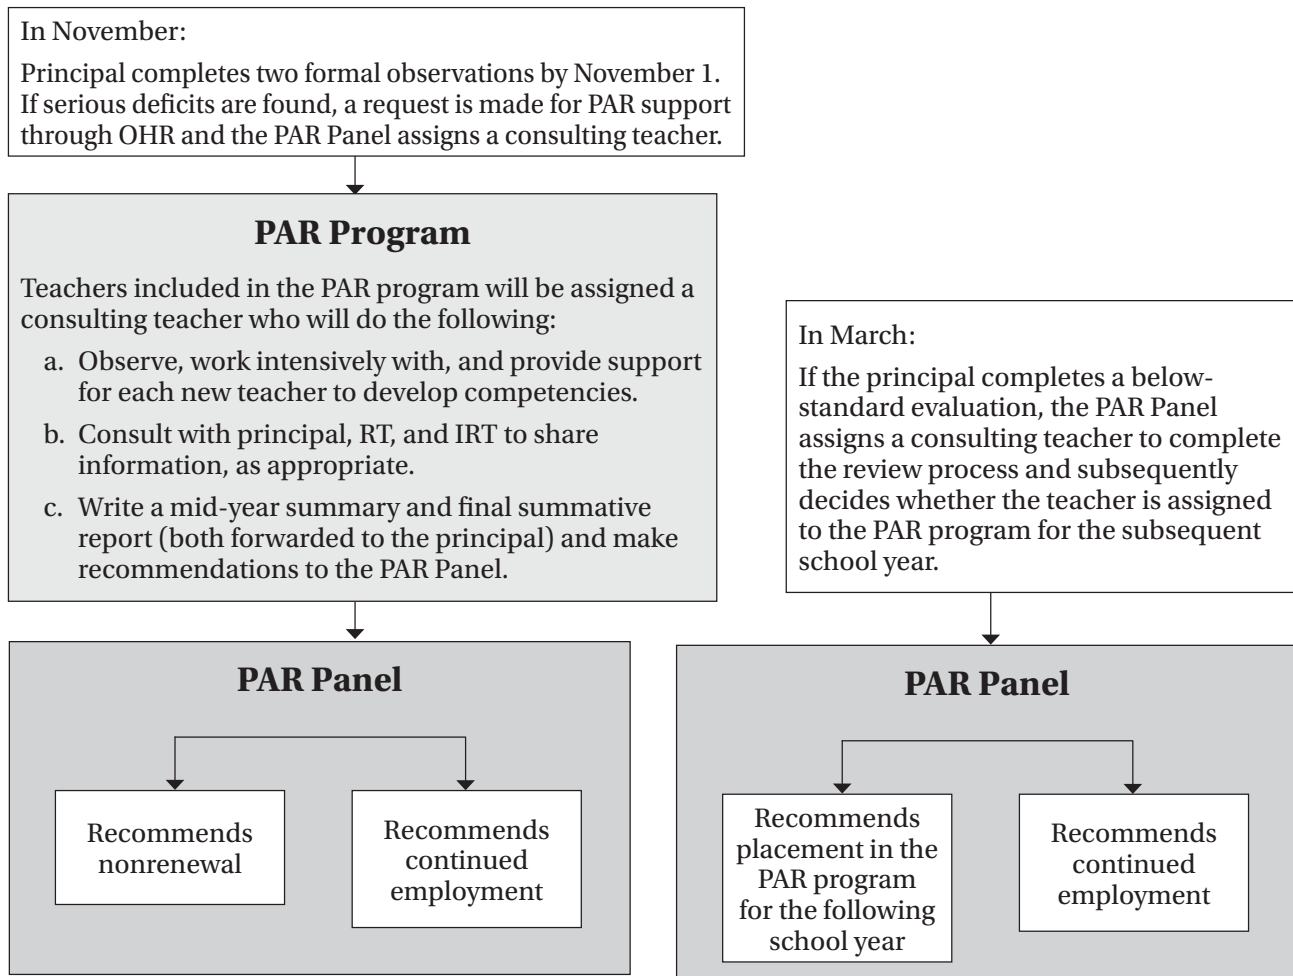 In November:
Principal completes two formal observations by November 1.
If serious deficits are found, a request is made for PAR support
through OHR and the PAR Panel assigns a consulting teacher.
PAR Program
Teachers included in the PAR program will be assigned a
consulting teacher who will do the following:
a. Observe, work intensively with, and provide support
for each new teacher to develop competencies.
b. Consult with principal, RT, and IRT to share
information, as appropriate.
c. Write a mid-year summary and final summative
report (both forwarded to the principal) and make
recommendations to the PAR Panel.
In March:
If the principal completes a below-
standard evaluation, the PAR Panel
assigns a consulting teacher to complete
the review process and subsequently
decides whether the teacher is assigned
to the PAR program for the subsequent
school year.
PAR Panel
Recommends
nonrenewal
Recommends
continued
employment
PAR Panel
Recommends
placement in the
PAR program
for the following
school year
Recommends
continued
employment